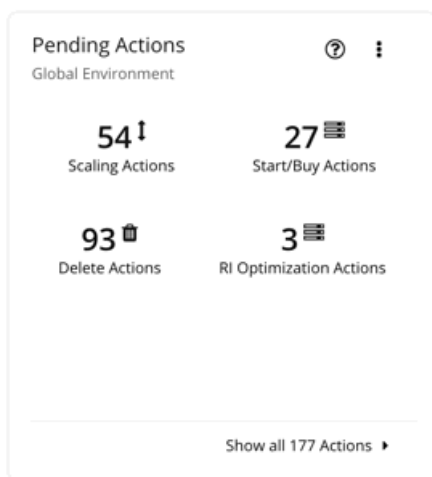 Pending Actions
Global Environment
54
Scaling Actions
27
Start/Buy Actions
93
Delete Actions
3
RI Optimization Actions
Show all 177 Actions